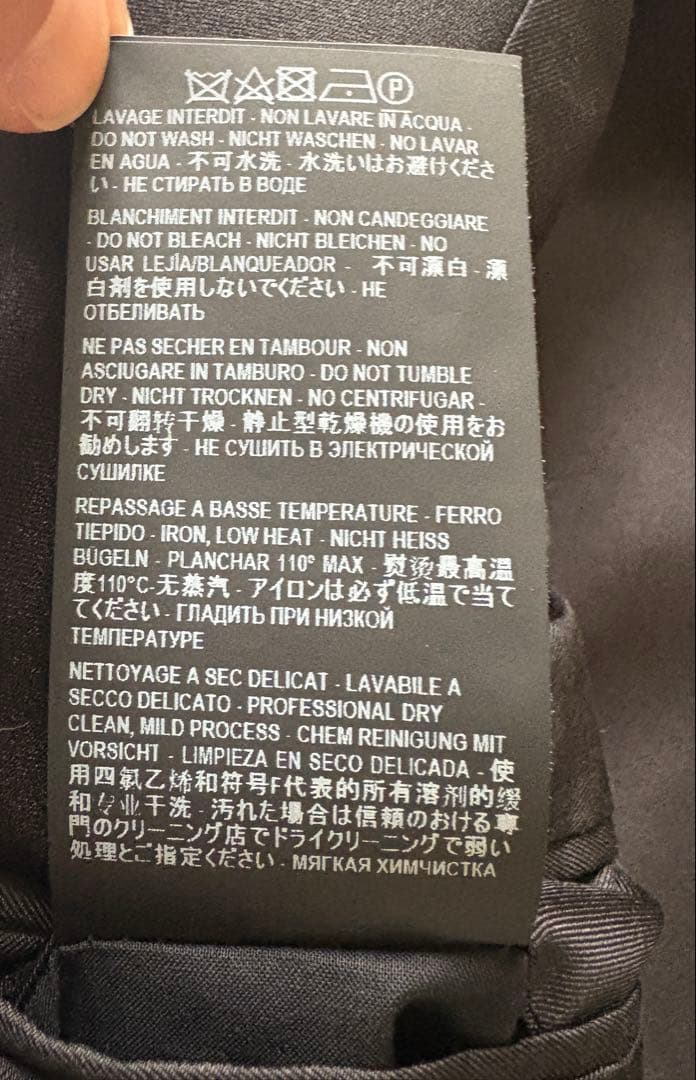 P
LAVAGE INTERDIT - NON LAVARE IN ACQUA -
DO NOT WASH - NICHT WASCHEN - NO LAVAR
EN AGUA - 不可水洗 - 水洗いはお避けくださ
い - НЕ СТИРАТЬ В ВОДЕ
BLANCHIMENT INTERDIT - NON CANDEGGIARE
- DO NOT BLEACH - NICHT BLEICHEN - NO
USAR LEJÍA/BLANQUEADOR - 不可漂白 - 漂
白剤を使用しないでください - НЕ
ОТБЕЛИВАТЬ
NE PAS SECHER EN TAMBOUR - NON
ASCIUGARE IN TAMBURO - DO NOT TUMBLE
DRY - NICHT TROCKNEN - NO CENTRIFUGAR -
不可翻转干燥 - 静止型乾燥機の使用をお
勧めします - НЕ СУШИТЬ В ЭЛЕКТРИЧЕСКОЙ
СУШИЛКЕ
REPASSAGE A BASSE TEMPERATURE - FERRO
TIEPIDO - IRON, LOW HEAT - NICHT HEISS
BÜGELN - PLANCHAR 110° MAX - 熨烫最高温
度110°C-无蒸汽 - アイロンは必ず低温で当て
てください - ГЛАДИТЬ ПРИ НИЗКОЙ
ТЕМПЕРАТУРЕ
NETTOYAGE A SEC DELICAT - LAVABILE A
SECCO DELICATO - PROFESSIONAL DRY
CLEAN, MILD PROCESS - CHEM REINIGUNG MIT
VORSICHT - LIMPIEZA EN SECO DELICADA - 使
用四氯乙烯和符号F代表的所有溶剂的缓
和专业干洗 - 汚れた場合は信頼のおける専
門のクリーニング店でドライクリーニングで弱い
処理とご指定ください - МЯГКАЯ ХИМЧИСТКА